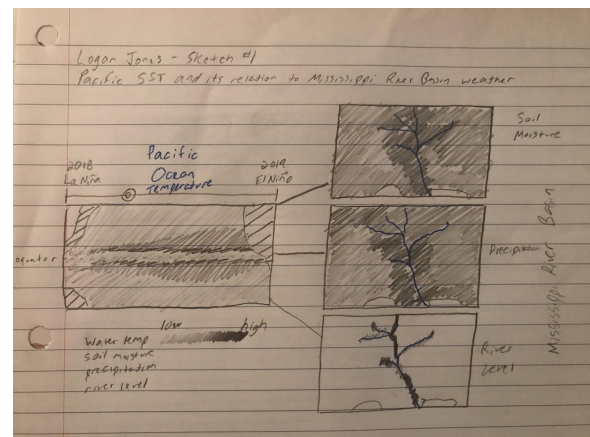 Logan Jones - Sketch #1
Pacific SST and its relation to Mississippi River Basin weather
Soil
Moisture
Pacific
Ocean
Temperature
2018
La Niña
2019
El Niño
equator
Precipitation
Mississippi River Basin
low
high
Water temp
soil moisture
precipitation
river level
River
Level